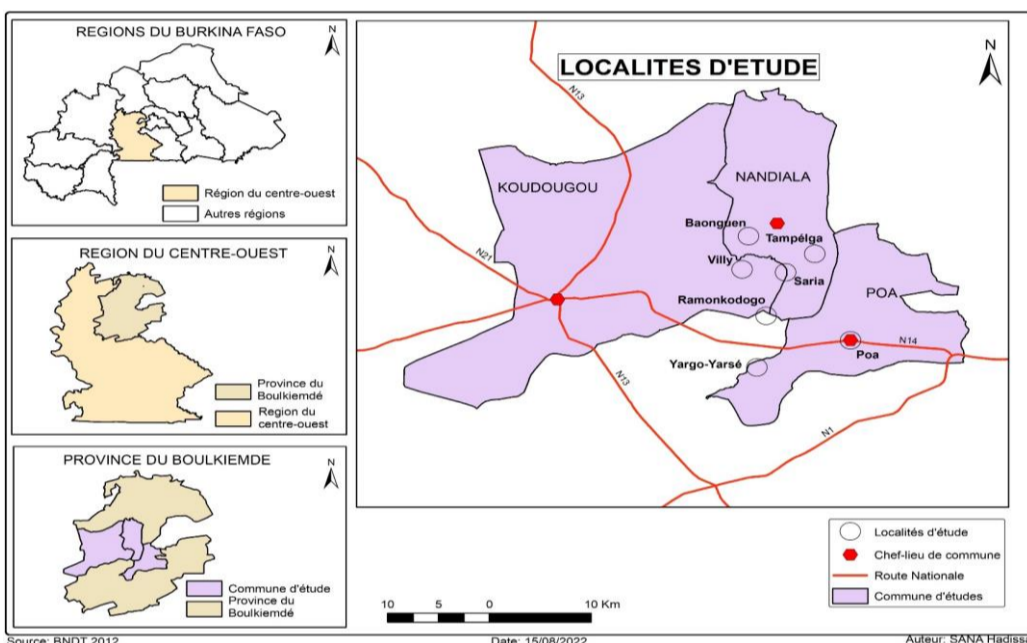 REGIONS DU BURKINA FASO
N
Région du centre-ouest
Autres régions
REGION DU CENTRE-OUEST
N
Province du
Boulkiemdé
Region du
centre-ouest
PROVINCE DU BOULKIEMDE
N
Commune d'étude
Province du
Boulkiemdé
LOCALITES D'ETUDE
N
N13
KOUDOUGOU
NANDIALA
Baonguen
Tampélga
N21
Villy
Saria
POA
Ramonkodogo
N14
Poa
Yargo-Yarsé
N13
N1
Localités d'étude
Chef-lieu de commune
Route Nationale
Commune d'études
10 5 0 10 Km
Source: BNDT 2012
Date: 15/08/2022
Auteur: SANA Hadissa